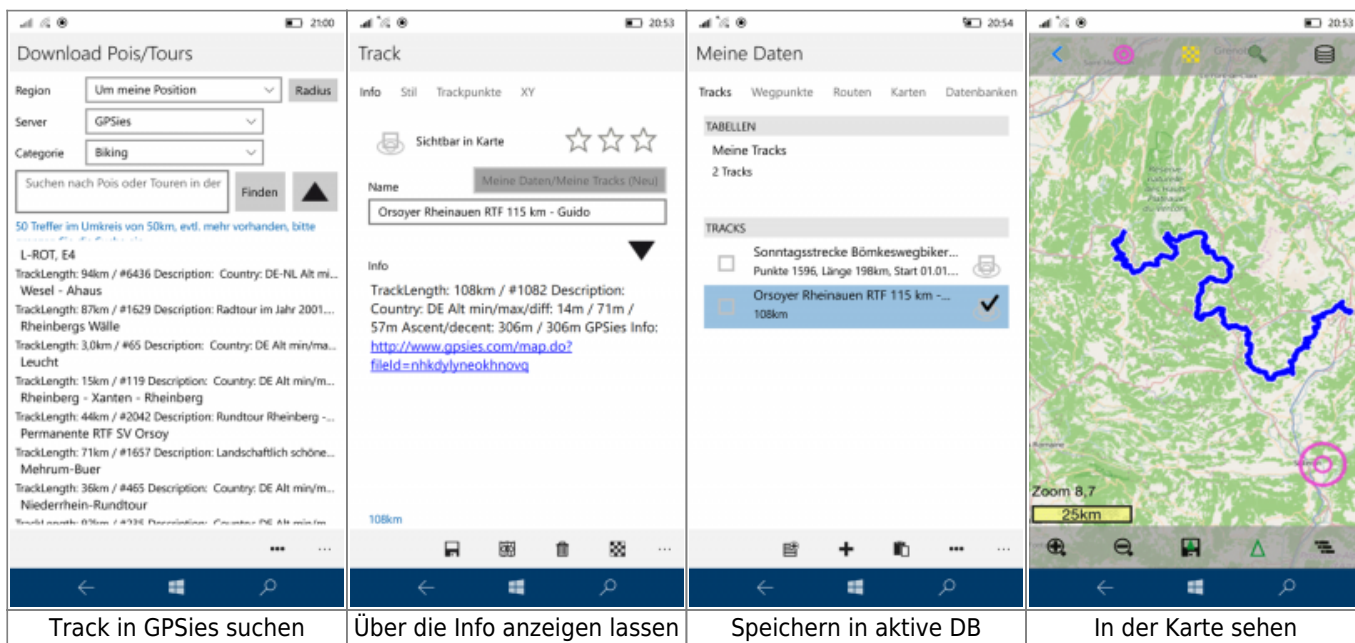 21:00
Download Pois/Tours
Region
Um meine Position
Radius
Server
GPSies
Categorie
Biking
Suchen nach Pois oder Touren in der
Finden
50 Treffer im Umkreis von 50km, evtl. mehr vorhanden, bitte
L-ROT, E4
TrackLength: 94km / #6436 Description: Country: DE-NL Alt mi...
Wesel - Ahaus
TrackLength: 87km / #1629 Description: Radtour im Jahr 2001....
Rheinbergs Wälle
TrackLength: 3,0km / #65 Description: Country: DE Alt min/ma...
Leucht
TrackLength: 15km / #119 Description: Country: DE Alt min/m...
Rheinberg - Xanten - Rheinberg
TrackLength: 44km / #2042 Description: Rundtour Rheinberg -...
Permanente RTF SV Orsoy
TrackLength: 71km / #1657 Description: Landschaftlich schöne...
Mehrum-Buer
TrackLength: 36km / #465 Description: Country: DE Alt min/m...
Niederrhein-Rundtour
TrackLength: 92km / #235 Description: Country: DE Alt min/m
Track in GPSies suchen
20:53
Track
Info Stil Trackpunkte XY
Sichtbar in Karte
Name
Meine Daten/Meine Tracks (Neu)
Orsoyer Rheinauen RTF 115 km - Guido
Info
TrackLength: 108km / #1082 Description:
Country: DE Alt min/max/diff: 14m / 71m /
57m Ascent/decent: 306m / 306m GPSies Info:
http://www.gpsies.com/map.do?
fileId=nhkdylyneokhnovq
108km
Über die Info anzeigen lassen
20:54
Meine Daten
Tracks Wegpunkte Routen Karten Datenbanken
TABELLEN
Meine Tracks
2 Tracks
TRACKS
Sonntagsstrecke Bömkeswegbiker...
Punkte 1596, Länge 198km, Start 01.01....
Orsoyer Rheinauen RTF 115 km -...
108km
Speichern in aktive DB
20:53
Zoom 8,7
25km
In der Karte sehen